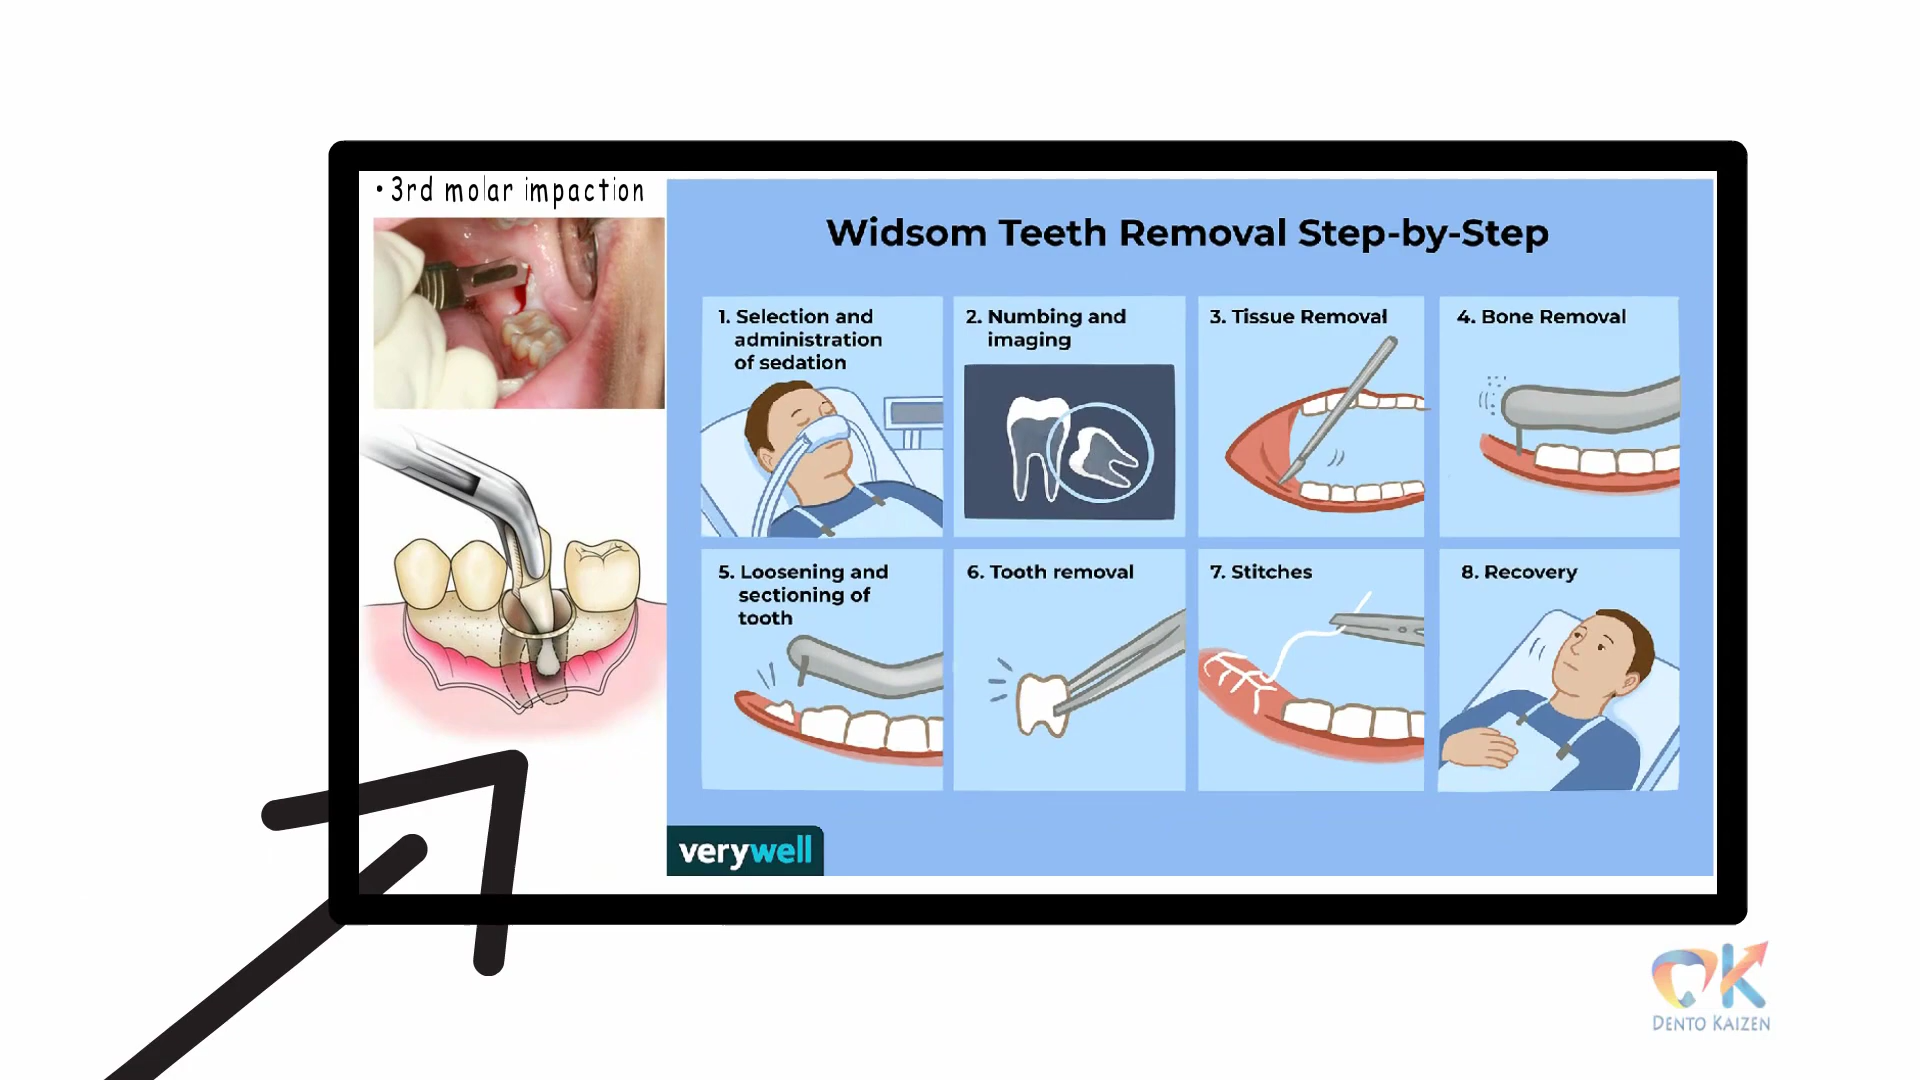 • 3rd molar impaction
Widsom Teeth Removal Step-by-Step
1. Selection and
administration
of sedation
2. Numbing and
imaging
3. Tissue Removal
4. Bone Removal
5. Loosening and
sectioning of
tooth
6. Tooth removal
7. Stitches
8. Recovery
verywell
DK
DENTO KAIZEN